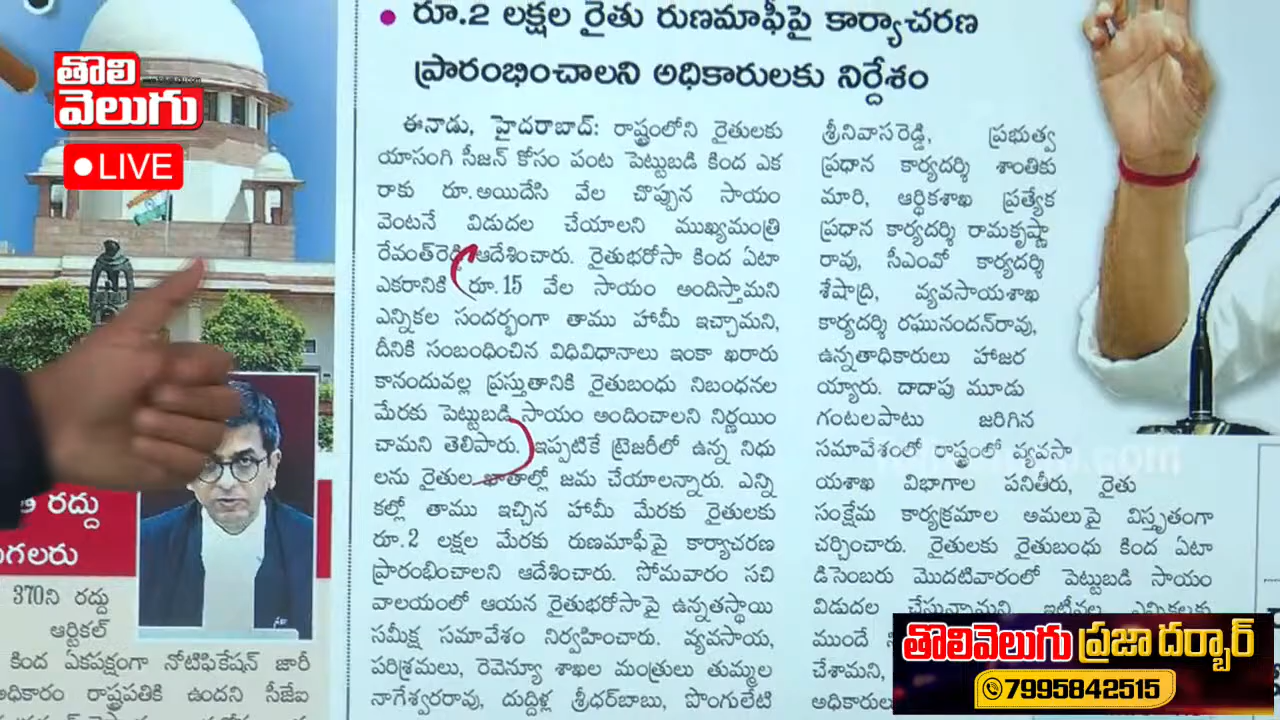 తొలి
వెలుగు
LIVE
రూ.2 లక్షల రైతు రుణమాఫీపై కార్యాచరణ
ప్రారంభించాలని అధికారులకు నిర్దేశం
ఈనాడు, హైదరాబాద్: రాష్ట్రంలోని రైతులకు
యాసంగి సీజన్ కోసం పంట పెట్టుబడి కింద ఎక
రాకు రూ.అయిదేసి వేల చొప్పున సాయం
వెంటనే విడుదల చేయాలని ముఖ్యమంత్రి
రేవంత్‌రెడ్డి ఆదేశించారు. రైతుభరోసా కింద ఏటా
ఎకరానికి రూ.15 వేల సాయం అందిస్తామని
ఎన్నికల సందర్భంగా తాము హామీ ఇచ్చామని,
దీనికి సంబంధించిన విధివిధానాలు ఇంకా ఖరారు
కానందువల్ల ప్రస్తుతానికి రైతుబంధు నిబంధనల
మేరకు పెట్టుబడి సాయం అందించాలని నిర్ణయిం
చామని తెలిపారు. ఇప్పటికే ట్రెజరీలో ఉన్న నిధు
లను రైతుల ఖాతాల్లో జమ చేయాలన్నారు. ఎన్ని
కల్లో తాము ఇచ్చిన హామీ మేరకు రైతులకు
రూ.2 లక్షల మేరకు రుణమాఫీపై కార్యాచరణ
ప్రారంభించాలని ఆదేశించారు. సోమవారం సచి
వాలయంలో ఆయన రైతుభరోసాపై ఉన్నతస్థాయి
సమీక్ష సమావేశం నిర్వహించారు. వ్యవసాయ,
పరిశ్రమలు, రెవెన్యూ శాఖల మంత్రులు తుమ్మల
నాగేశ్వరరావు, దుద్దిళ్ల శ్రీధర్‌బాబు, పొంగులేటి
శ్రీనివాసరెడ్డి, ప్రభుత్వ
ప్రధాన కార్యదర్శి శాంతికు
మారి, ఆర్థికశాఖ ప్రత్యేక
ప్రధాన కార్యదర్శి రామకృష్ణా
రావు, సీఎంవో కార్యదర్శి
శేషాద్రి, వ్యవసాయశాఖ
కార్యదర్శి రఘునందన్‌రావు,
ఉన్నతాధికారులు హాజర
య్యారు. దాదాపు మూడు
గంటలపాటు జరిగిన
సమావేశంలో రాష్ట్రంలో వ్యవసా
యశాఖ విభాగాల పనితీరు, రైతు
సంక్షేమ కార్యక్రమాల అమలుపై విస్తృతంగా
చర్చించారు. రైతులకు రైతుబంధు కింద ఏటా
డిసెంబరు మొదటివారంలో పెట్టుబడి సాయం
విడుదల చేస్తున్నామని, ఇటీవల ఎన్నికలకు
ముందే
చేశామని,
అధికారులు
రద్దు
370ని రద్దు
ఆర్టికల్
కింద ఏకపక్షంగా నోటిఫికేషన్ జారీ
అధికారం రాష్ట్రపతికి ఉందని సీజేఐ
తొలివెలుగు ప్రజా దర్బార్
7995842515